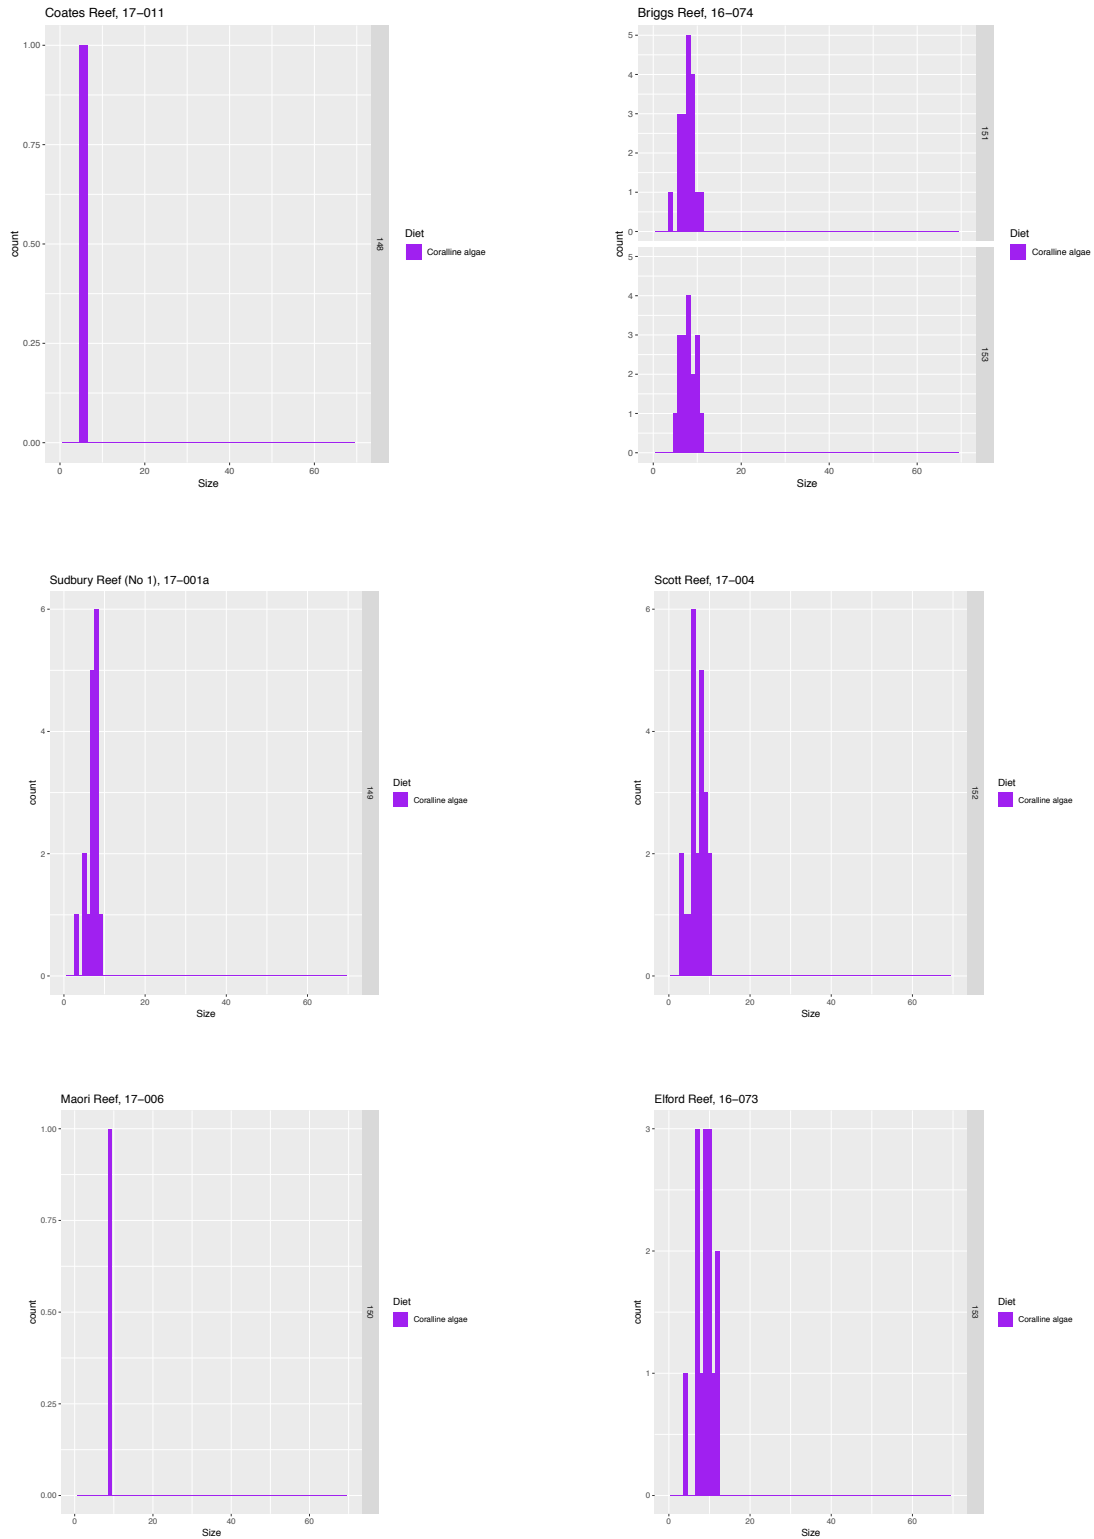 Coates Reef, 17−011
1.00
0.75
0.50
0.25
0.00
count
148
0 20 40 60
Size
Diet
Coralline algae
Briggs Reef, 16−074
5
4
3
2
1
0
151
count
5
4
3
2
1
0
153
0 20 40 60
Size
Diet
Coralline algae
Sudbury Reef (No 1), 17−001a
6
4
2
0
count
149
0 20 40 60
Size
Diet
Coralline algae
Scott Reef, 17−004
6
4
2
0
count
152
0 20 40 60
Size
Diet
Coralline algae
Maori Reef, 17−006
1.00
0.75
0.50
0.25
0.00
count
150
0 20 40 60
Size
Diet
Coralline algae
Elford Reef, 16−073
3
2
1
0
count
153
0 20 40 60
Size
Diet
Coralline algae